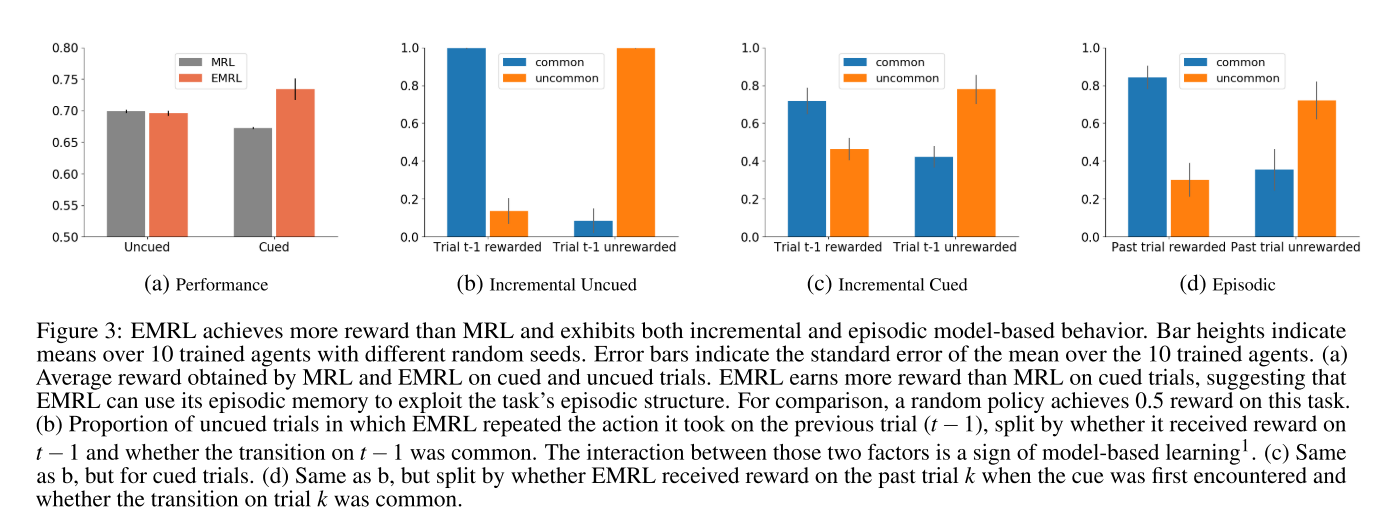 0.80
0.75
0.70
0.65
0.60
0.55
0.50
MRL
EMRL
Uncued
Cued
(a) Performance
1.0
0.8
0.6
0.4
0.2
0.0
common
uncommon
Trial t-1 rewarded
Trial t-1 unrewarded
(b) Incremental Uncued
1.0
0.8
0.6
0.4
0.2
0.0
common
uncommon
Trial t-1 rewarded
Trial t-1 unrewarded
(c) Incremental Cued
1.0
0.8
0.6
0.4
0.2
0.0
common
uncommon
Past trial rewarded
Past trial unrewarded
(d) Episodic
Figure 3: EMRL achieves more reward than MRL and exhibits both incremental and episodic model-based behavior. Bar heights indicate
means over 10 trained agents with different random seeds. Error bars indicate the standard error of the mean over the 10 trained agents. (a)
Average reward obtained by MRL and EMRL on cued and uncued trials. EMRL earns more reward than MRL on cued trials, suggesting that
EMRL can use its episodic memory to exploit the task's episodic structure. For comparison, a random policy achieves 0.5 reward on this task.
(b) Proportion of uncued trials in which EMRL repeated the action it took on the previous trial (t − 1), split by whether it received reward on
t − 1 and whether the transition on t − 1 was common. The interaction between those two factors is a sign of model-based learning¹. (c) Same
as b, but for cued trials. (d) Same as b, but split by whether EMRL received reward on the past trial k when the cue was first encountered and
whether the transition on trial k was common.